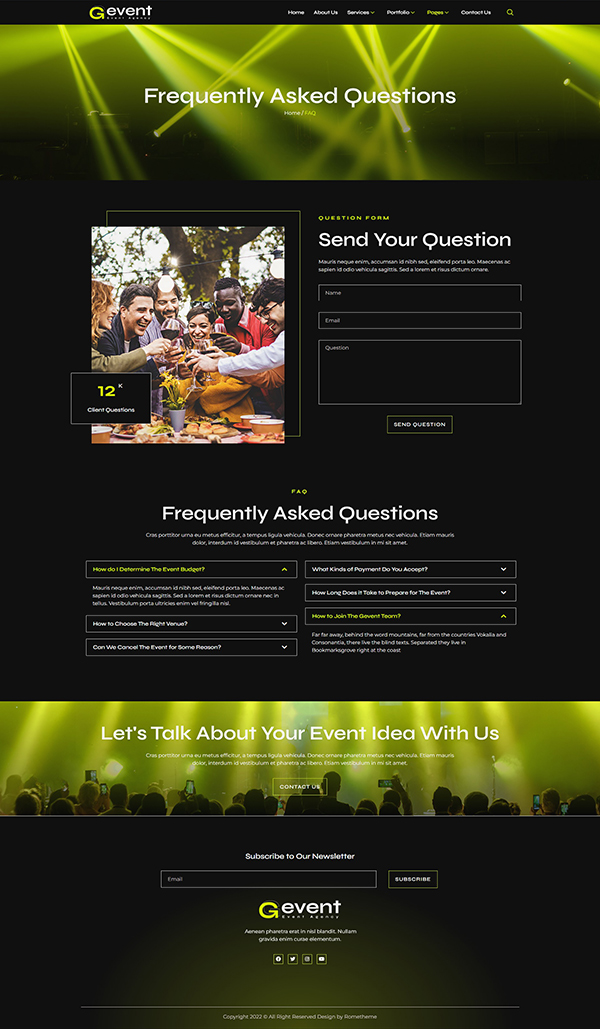 Gevent
Event Agency
Home About Us Services Portfolio Pages Contact Us
Frequently Asked Questions
Home / FAQ
QUESTION FORM
Send Your Question
Mauris neque enim, accumsan id nibh sed, eleifend porta leo. Maecenas ac
sapien id odio vehicula sagittis. Sed a lorem et risus dictum ornare.
Name
Email
Question
SEND QUESTION
12 K
Client Questions
FAQ
Frequently Asked Questions
Cras porttitor urna eu metus efficitur, a tempus ligula vehicula. Donec ornare pharetra metus nec vehicula. Etiam mauris
dolor, interdum id vestibulum et pharetra ac libero. Etiam vestibulum in mi sit amet.
How do I Determine The Event Budget?
Mauris neque enim, accumsan id nibh sed, eleifend porta leo. Maecenas ac
sapien id odio vehicula sagittis. Sed a lorem et risus dictum ornare nec in
tellus. Vestibulum porta ultricies enim vel fringilla nisl.
How to Choose The Right Venue?
Can We Cancel The Event for Some Reason?
What Kinds of Payment Do You Accept?
How Long Does it Take to Prepare for The Event?
How to Join The Gevent Team?
Far far away, behind the word mountains, far from the countries Vokalia and
Consonantia, there live the blind texts. Separated they live in
Bookmarksgrove right at the coast
Let's Talk About Your Event Idea With Us
Cras porttitor urna eu metus efficitur, a tempus ligula vehicula. Donec ornare pharetra metus nec vehicula. Etiam mauris
dolor, interdum id vestibulum et pharetra ac libero. Etiam vestibulum in mi sit amet.
CONTACT US
Subscribe to Our Newsletter
Email
SUBSCRIBE
Gevent
Event Agency
Aenean pharetra erat in nisl blandit. Nullam
gravida enim curae elementum.
Copyright 2022 © All Right Reserved Design by Rometheme